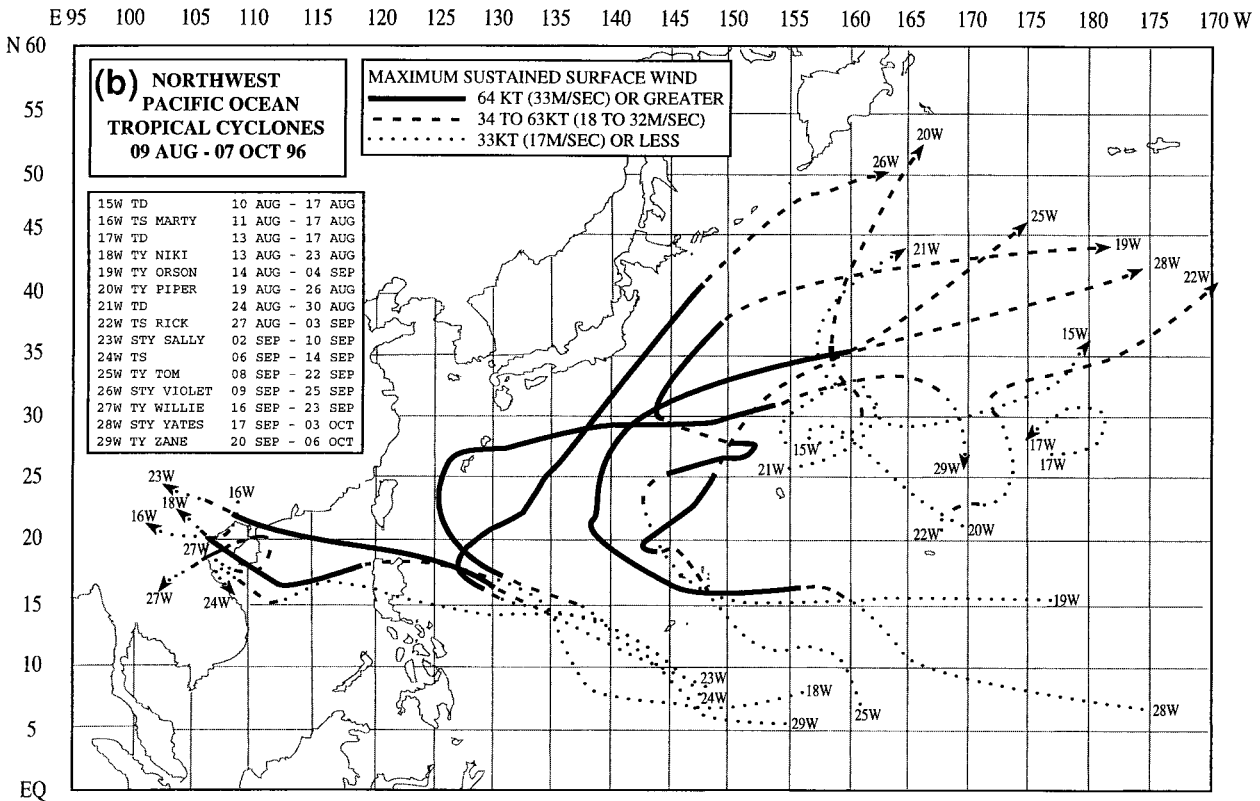 E 95 100 105 110 115 120 125 130 135 140 145 150 155 160 165 170 175 180 175 170 W
N 60
55
50
45
40
35
30
25
20
15
10
5
EQ
(b) NORTHWEST
PACIFIC OCEAN
TROPICAL CYCLONES
09 AUG - 07 OCT 96
MAXIMUM SUSTAINED SURFACE WIND
64 KT (33M/SEC) OR GREATER
34 TO 63KT (18 TO 32M/SEC)
33KT (17M/SEC) OR LESS
15W TD 10 AUG - 17 AUG
16W TS MARTY 11 AUG - 17 AUG
17W TD 13 AUG - 17 AUG
18W TY NIKI 13 AUG - 23 AUG
19W TY ORSON 14 AUG - 04 SEP
20W TY PIPER 19 AUG - 26 AUG
21W TD 24 AUG - 30 AUG
22W TS RICK 27 AUG - 03 SEP
23W STY SALLY 02 SEP - 10 SEP
24W TS 06 SEP - 14 SEP
25W TY TOM 08 SEP - 22 SEP
26W STY VIOLET 09 SEP - 25 SEP
27W TY WILLIE 16 SEP - 23 SEP
28W STY YATES 17 SEP - 03 OCT
29W TY ZANE 20 SEP - 06 OCT
20W
26W
25W
21W
19W
28W
22W
15W
15W
17W
17W
21W
29W
22W
20W
23W
16W
18W
16W
27W
27W
24W
19W
23W
24W
18W
29W
25W
28W